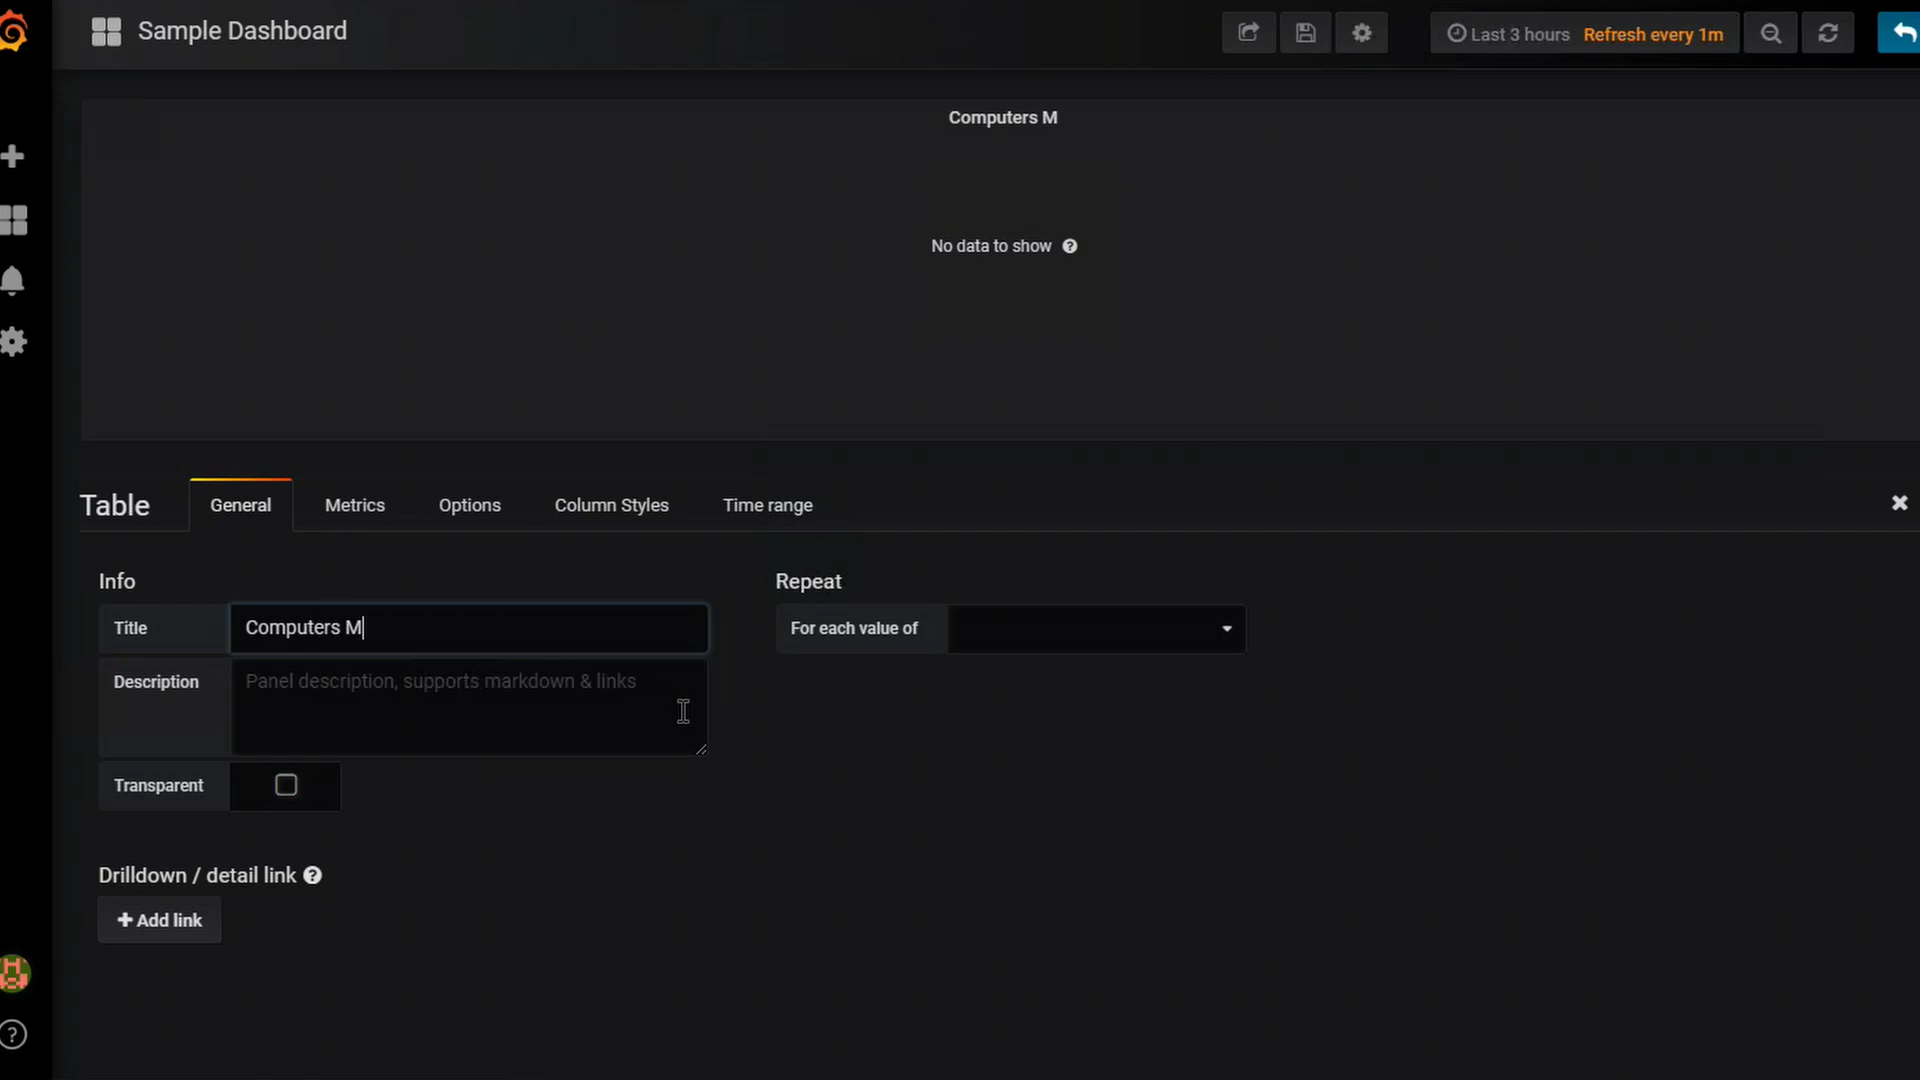 Sample Dashboard
Last 3 hours Refresh every 1m
Computers M
No data to show
Table General Metrics Options Column Styles Time range
Info
Repeat
Title Computers M
For each value of
Description Panel description, supports markdown & links
Transparent
Drilldown / detail link
Add link